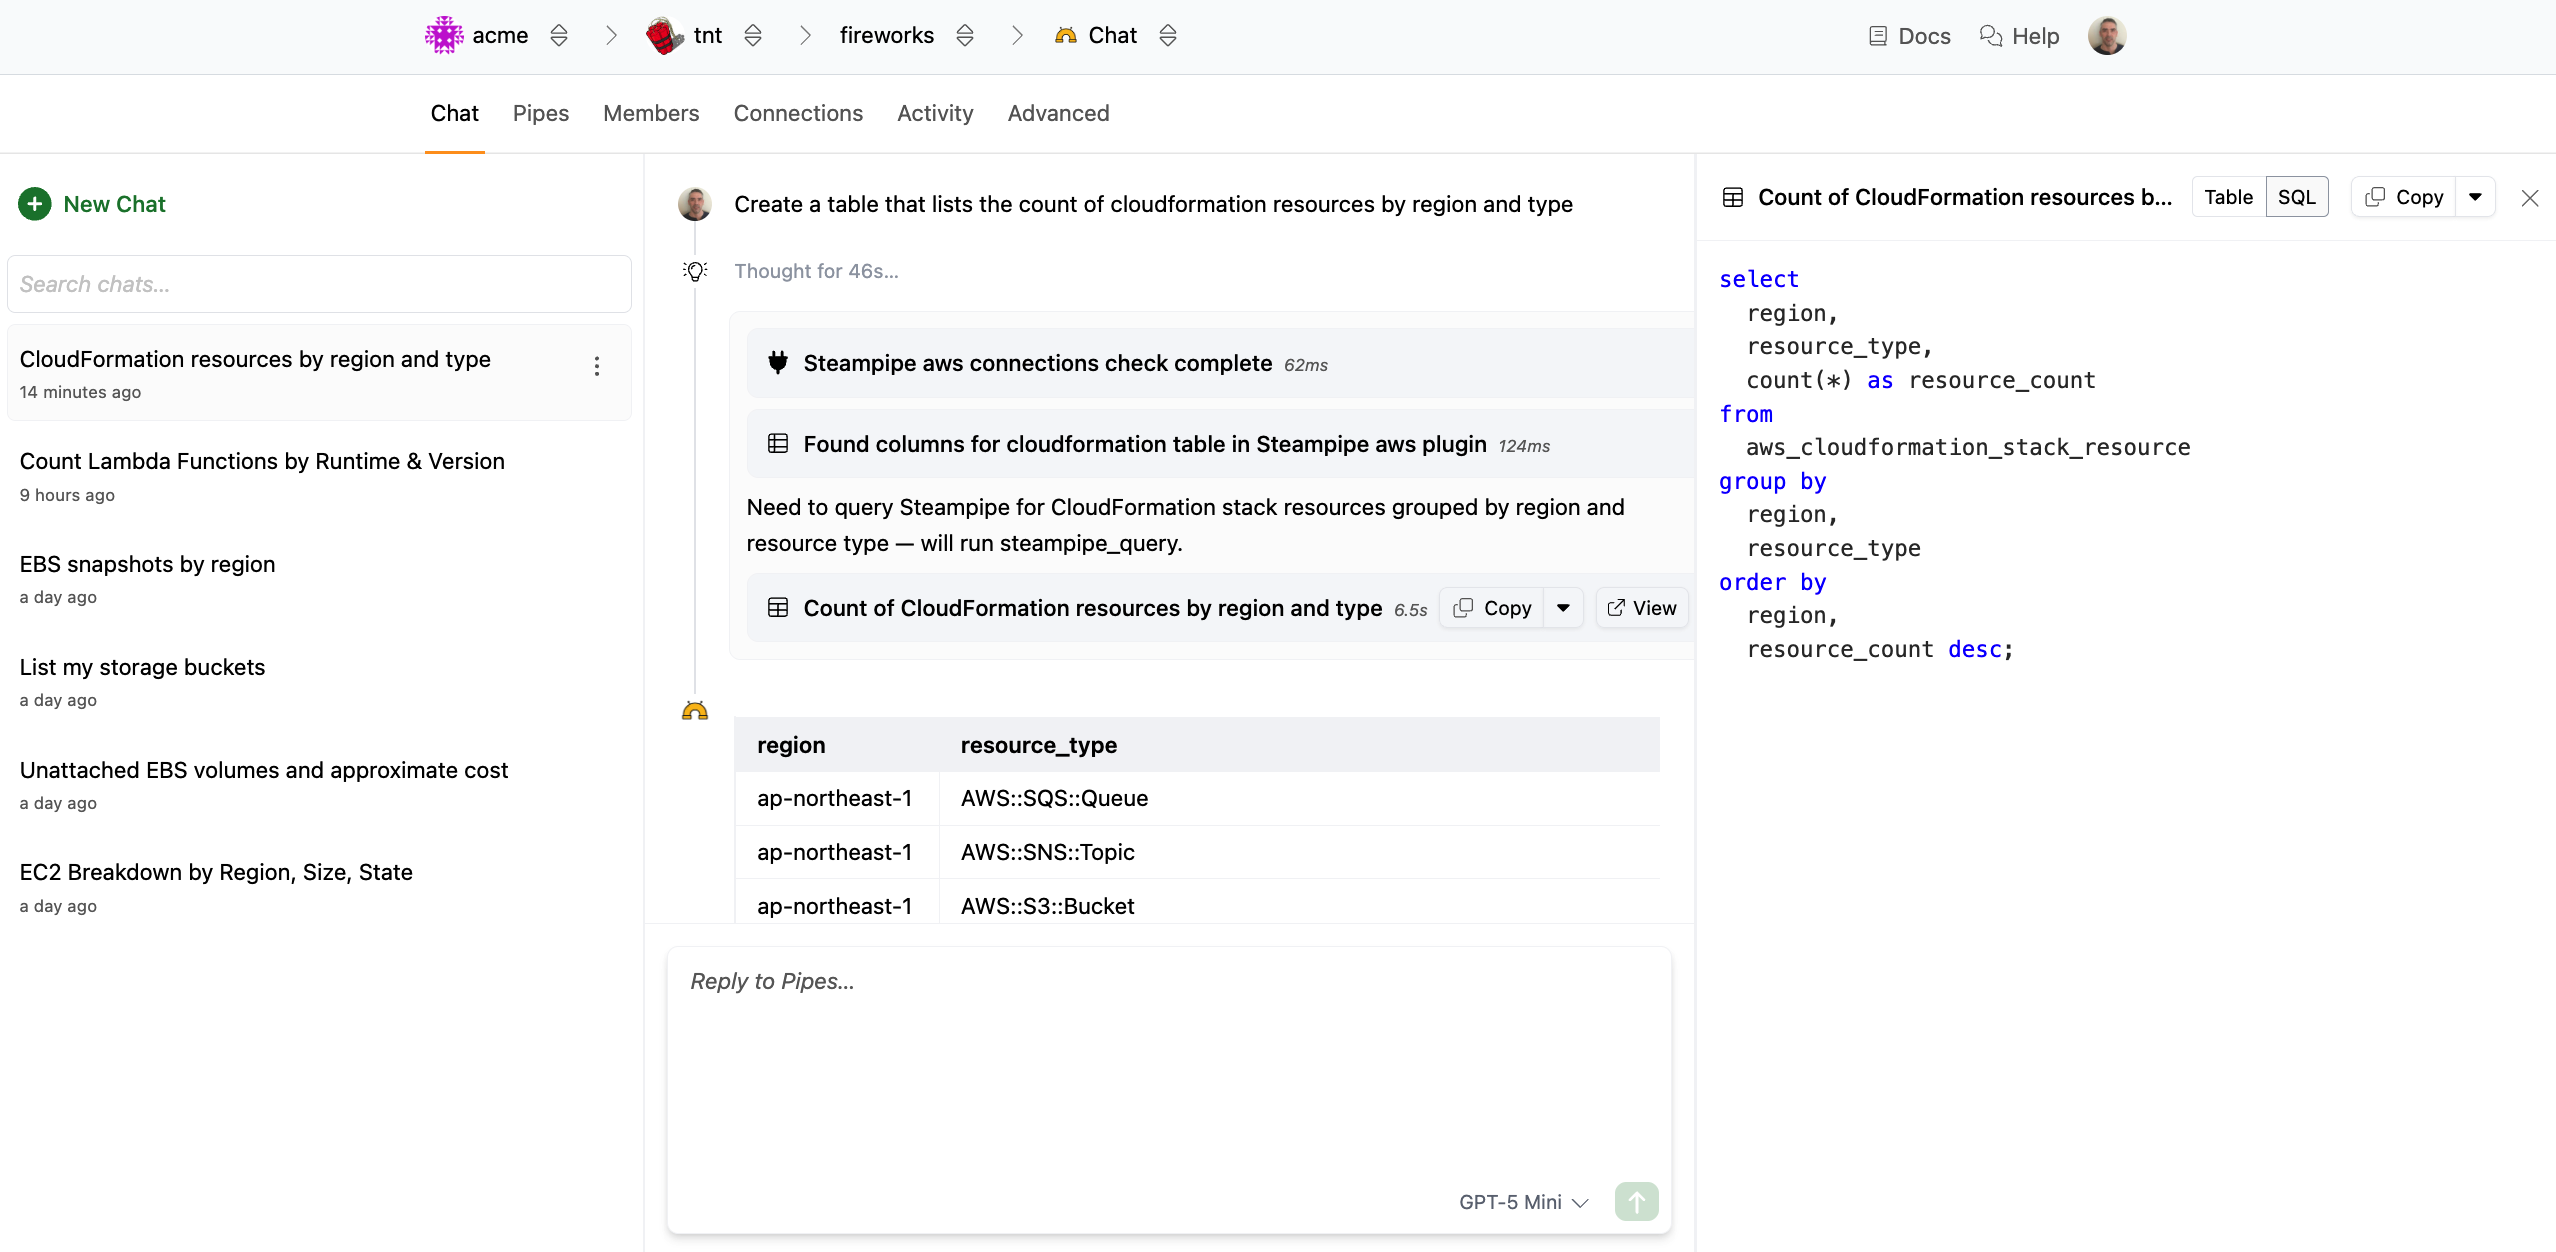 acme
tnt
fireworks
Chat
Docs
Help
Chat
Pipes
Members
Connections
Activity
Advanced
New Chat
Search chats...
CloudFormation resources by region and type
14 minutes ago
Count Lambda Functions by Runtime & Version
9 hours ago
EBS snapshots by region
a day ago
List my storage buckets
a day ago
Unattached EBS volumes and approximate cost
a day ago
EC2 Breakdown by Region, Size, State
a day ago
Create a table that lists the count of cloudformation resources by region and type
Thought for 46s...
Steampipe aws connections check complete 62ms
Found columns for cloudformation table in Steampipe aws plugin 124ms
Need to query Steampipe for CloudFormation stack resources grouped by region and
resource type — will run steampipe_query.
Count of CloudFormation resources by region and type 6.5s Copy View
region resource_type
ap-northeast-1 AWS::SQS::Queue
ap-northeast-1 AWS::SNS::Topic
ap-northeast-1 AWS::S3::Bucket
Reply to Pipes...
GPT-5 Mini
Count of CloudFormation resources b... Table SQL Copy
select
region,
resource_type,
count(*) as resource_count
from
aws_cloudformation_stack_resource
group by
region,
resource_type
order by
region,
resource_count desc;